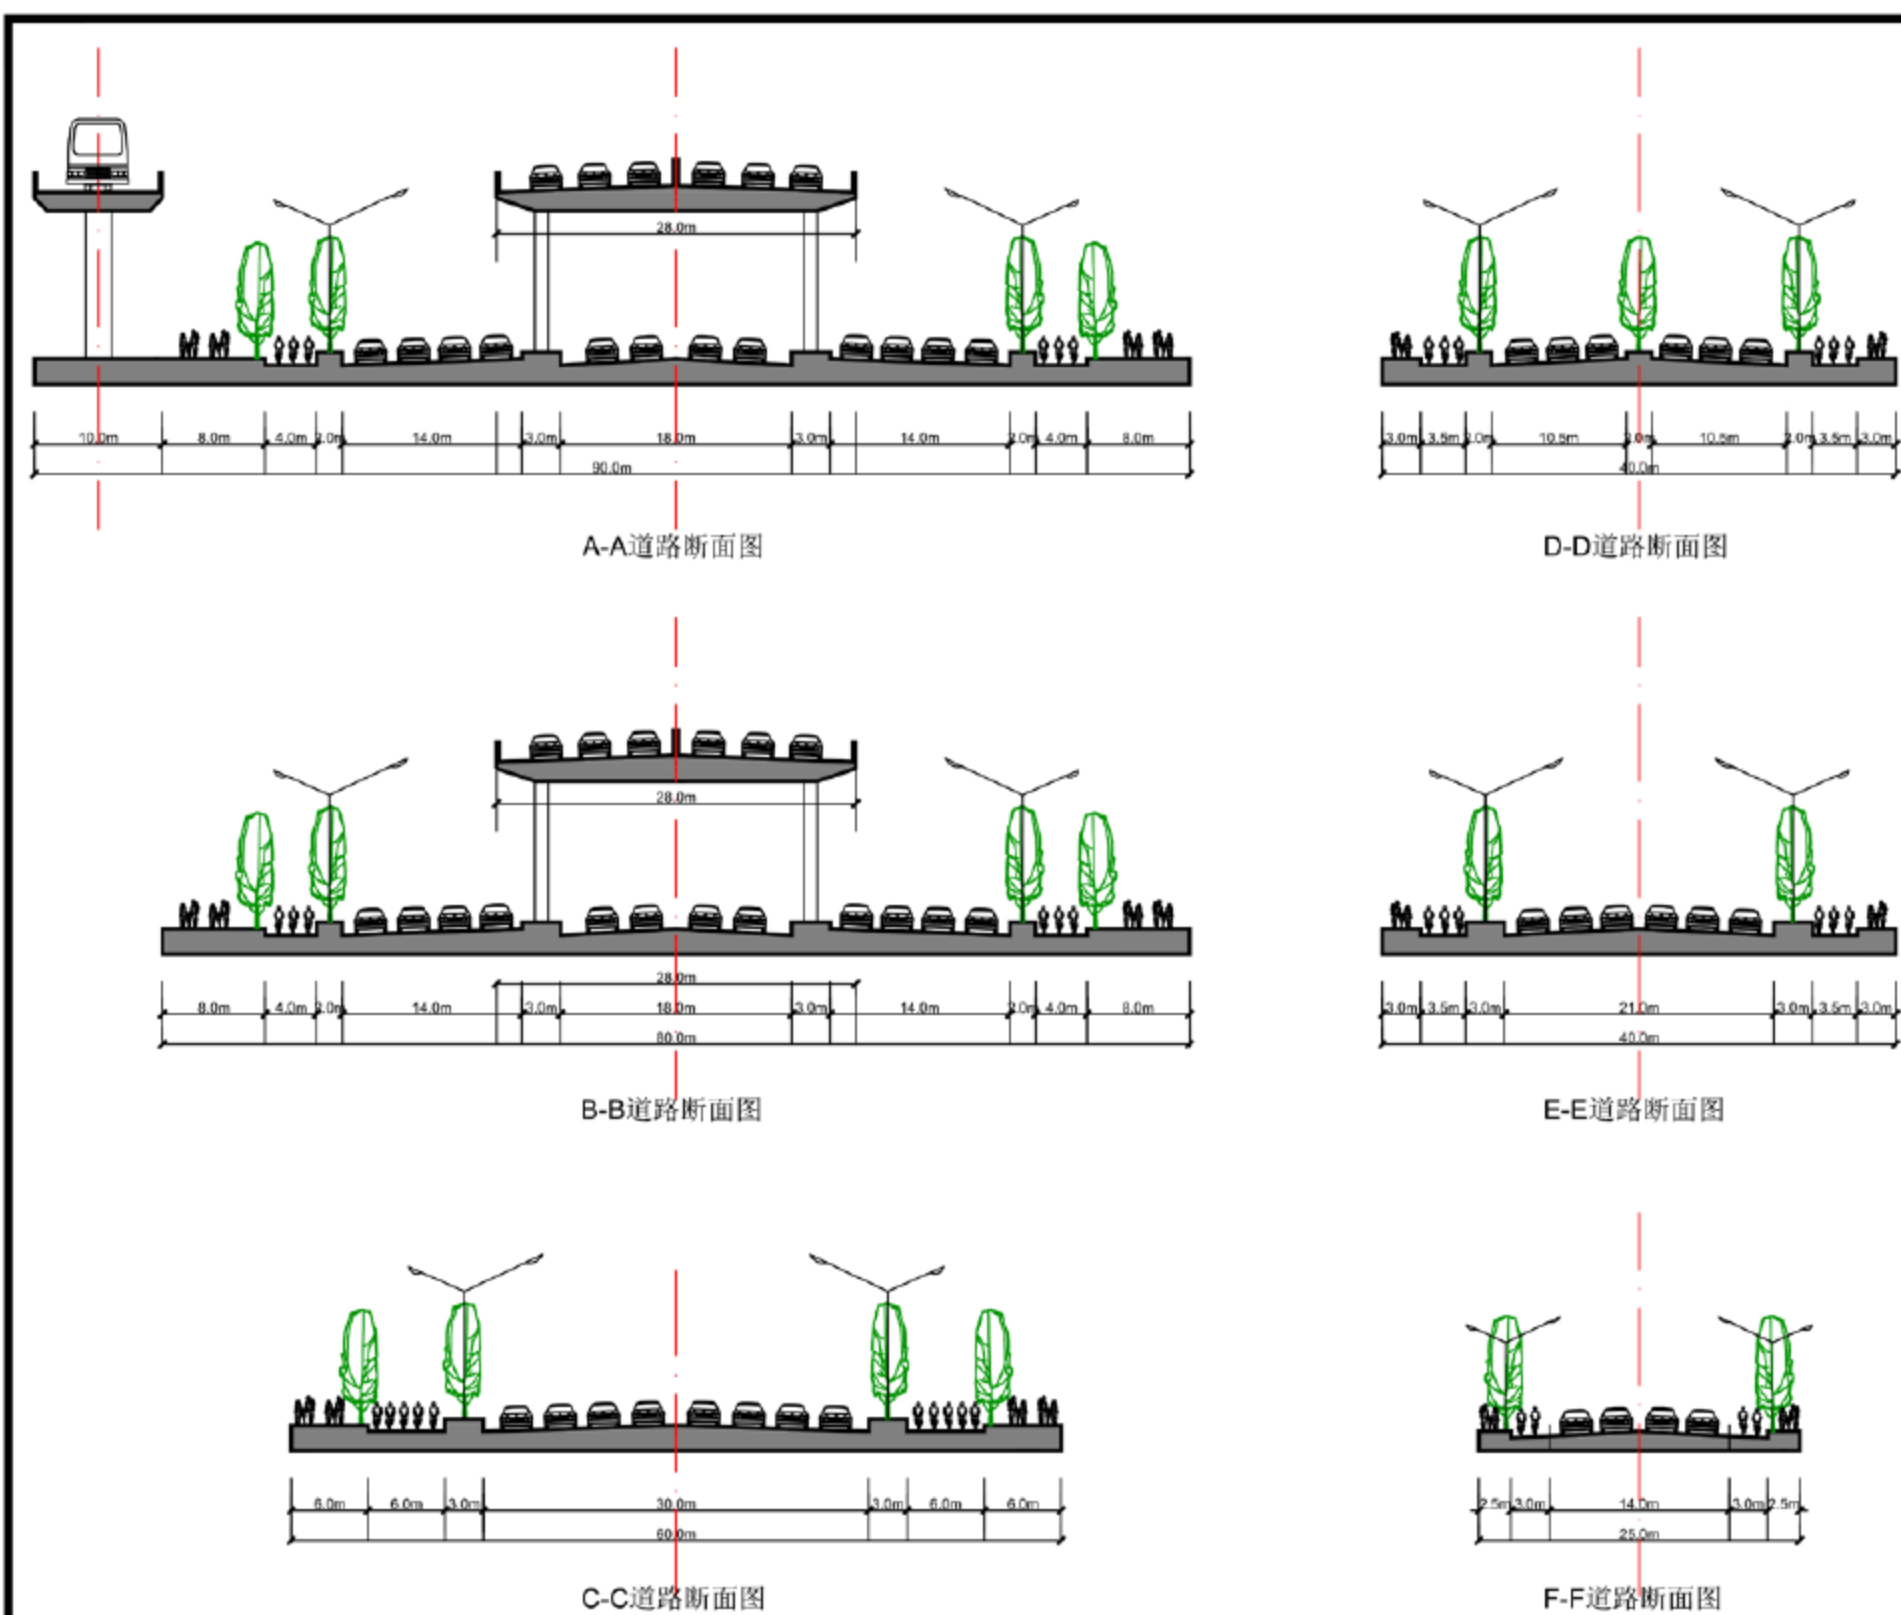 28.0m
10.0m 8.0m 4.0m 2.0m 14.0m 3.0m 18.0m 3.0m 14.0m 2.0m 4.0m 8.0m
90.0m
A-A道路断面图
3.0m 3.5m 2.0m 10.5m 2.0m 10.5m 2.0m 3.5m 3.0m
40.0m
D-D道路断面图
28.0m
28.0m
8.0m 4.0m 2.0m 14.0m 3.0m 18.0m 3.0m 14.0m 2.0m 4.0m 8.0m
80.0m
B-B道路断面图
3.0m 3.5m 3.0m 21.0m 3.0m 3.5m 3.0m
40.0m
E-E道路断面图
6.0m 6.0m 3.0m 30.0m 3.0m 6.0m 6.0m
60.0m
C-C道路断面图
2.5m 3.0m 14.0m 3.0m 2.5m
25.0m
F-F道路断面图